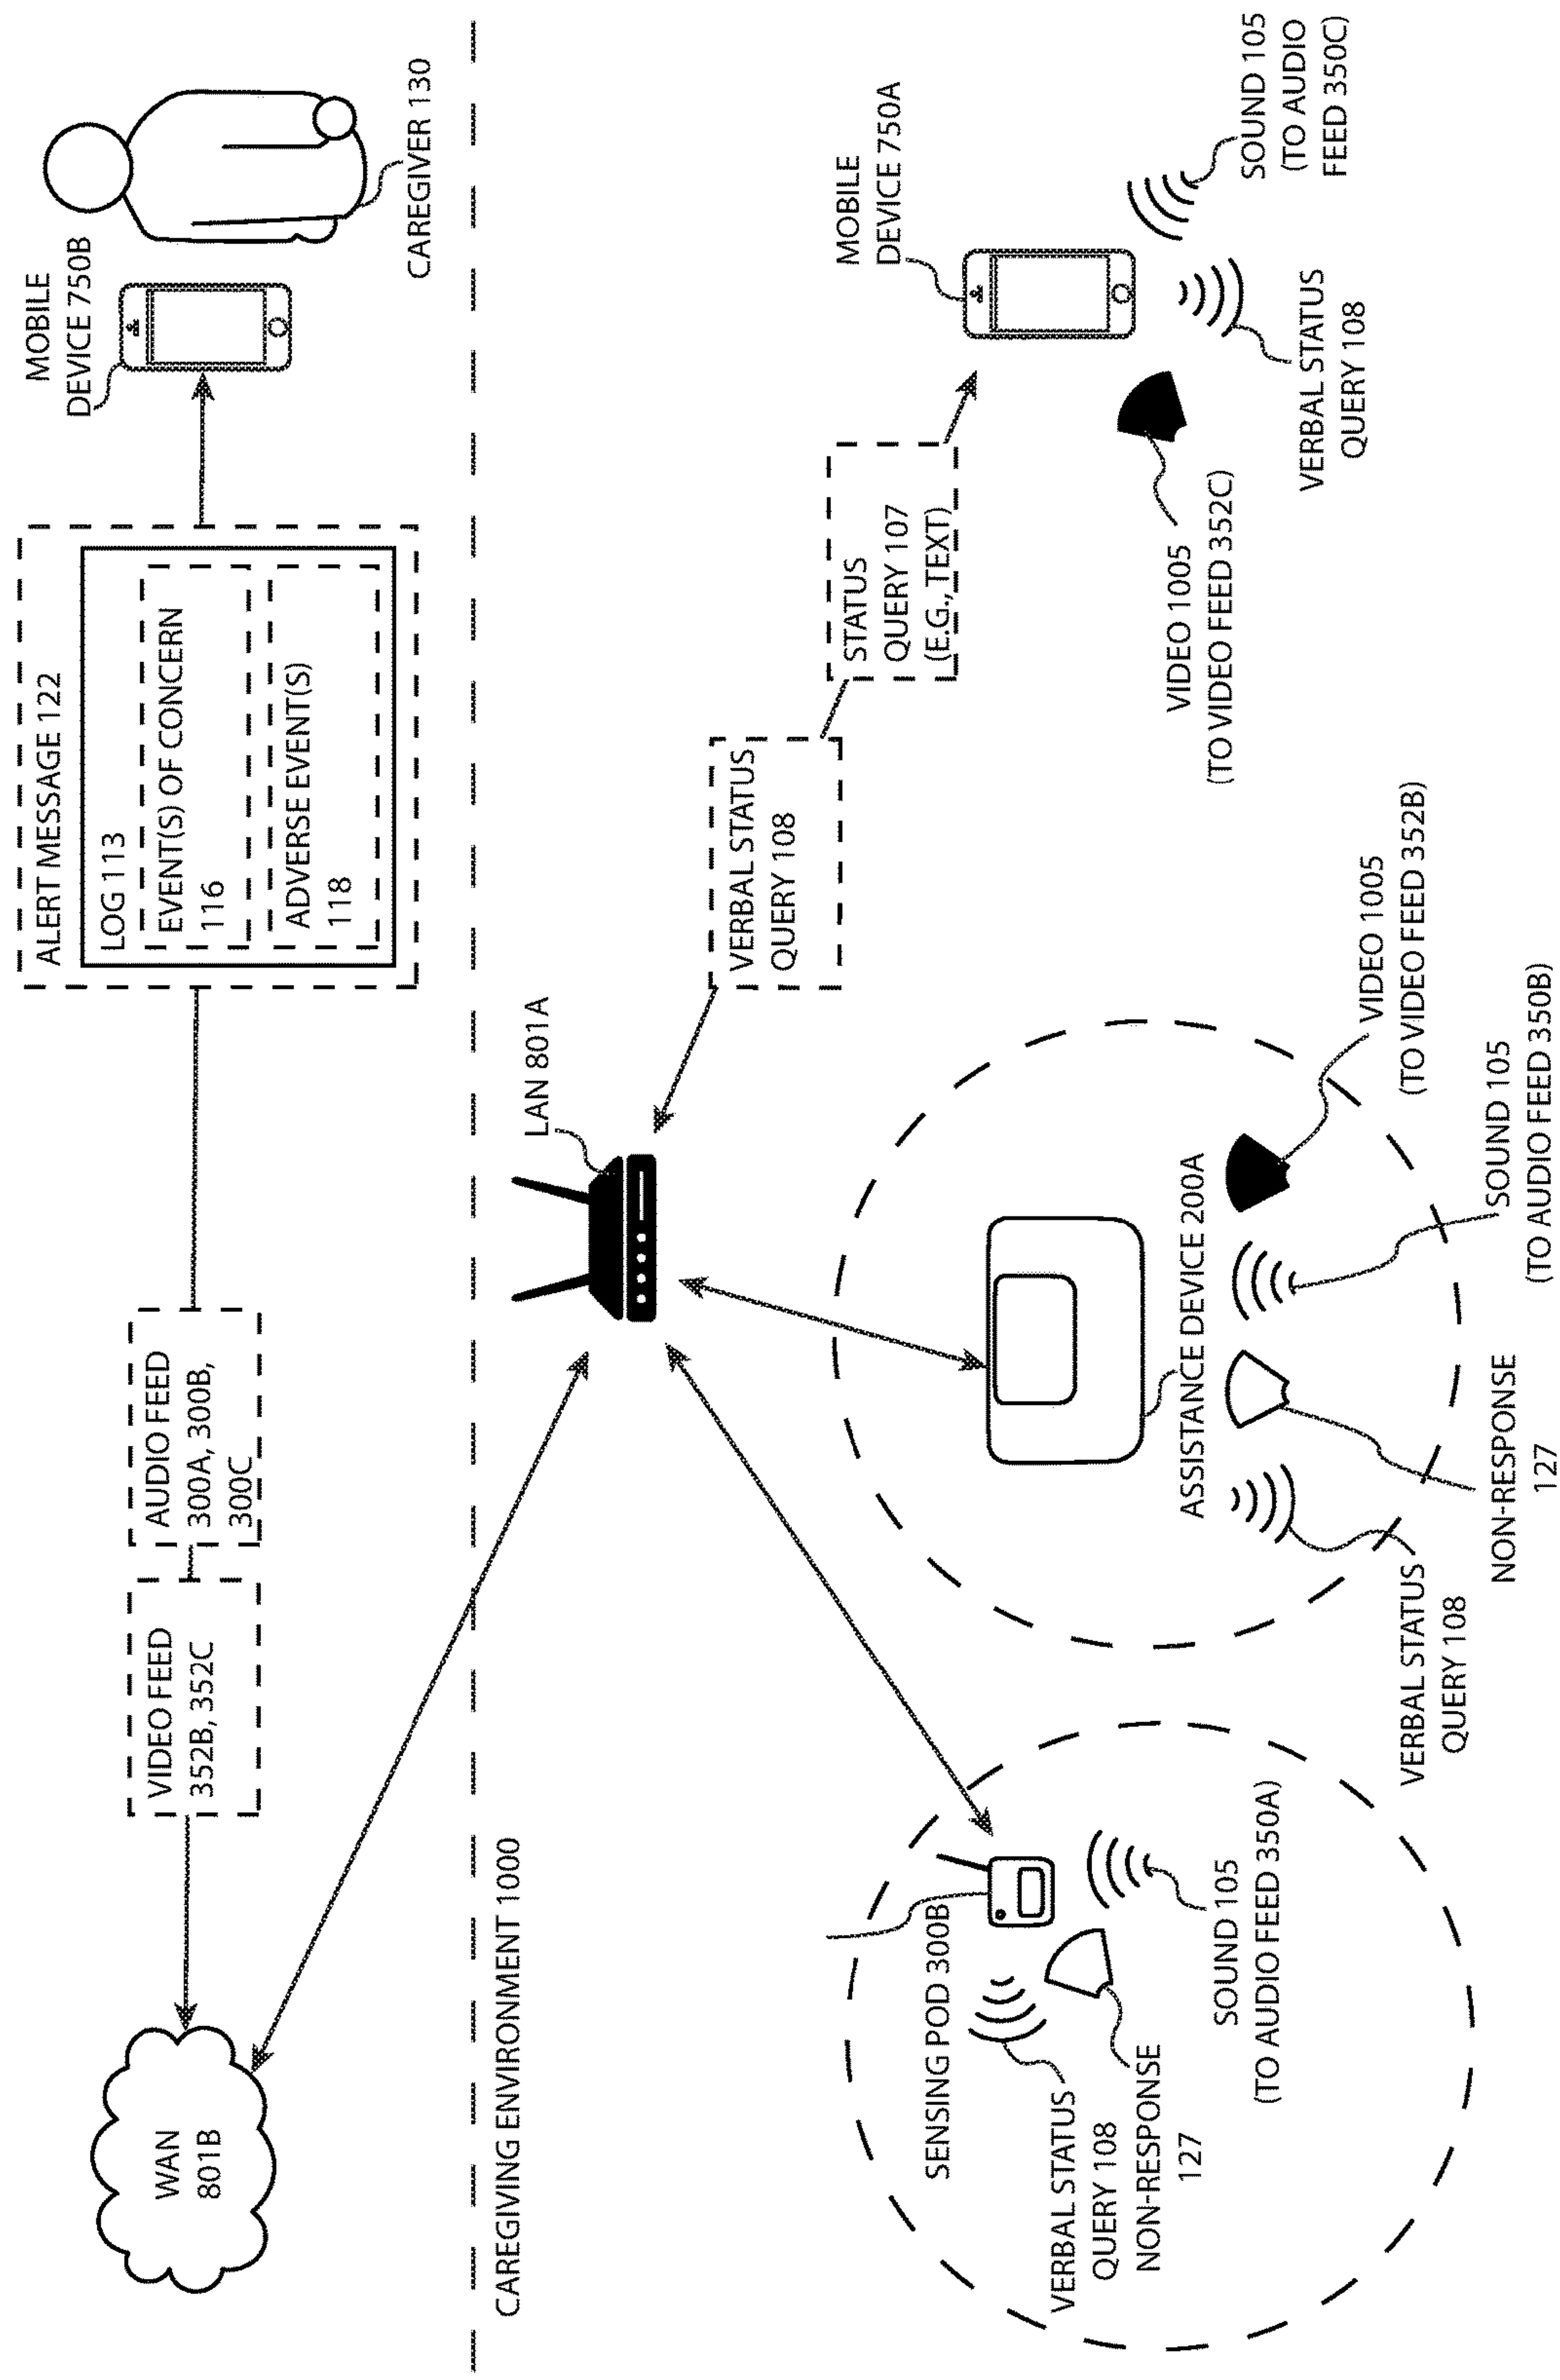 WAN
801B
VIDEO FEED
352B, 352C
AUDIO FEED
300A, 300B,
300C
ALERT MESSAGE 122
LOG 113
EVENT(S) OF CONCERN
116
ADVERSE EVENT(S)
118
MOBILE
DEVICE 750B
CAREGIVER 130
CAREGIVING ENVIRONMENT 1000
LAN 801A
VERBAL STATUS
QUERY 108
STATUS
QUERY 107
(E.G., TEXT)
MOBILE
DEVICE 750A
SENSING POD 300B
VERBAL STATUS
QUERY 108
NON-RESPONSE
127
SOUND 105
(TO AUDIO FEED 350A)
ASSISTANCE DEVICE 200A
VERBAL STATUS
QUERY 108
NON-RESPONSE
127
SOUND 105
(TO AUDIO FEED 350B)
VIDEO 1005
(TO VIDEO FEED 352B)
VIDEO 1005
(TO VIDEO FEED 352C)
VERBAL STATUS
QUERY 108
SOUND 105
(TO AUDIO
FEED 350C)